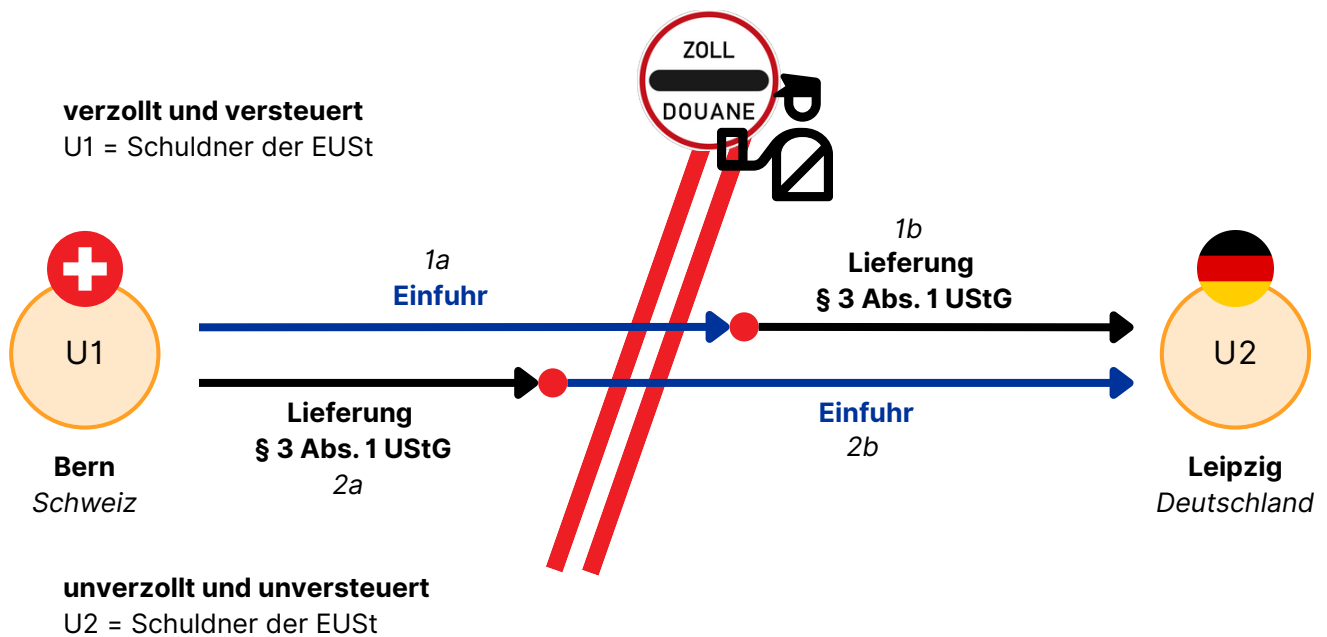 ZOLL
DOUANE
verzollt und versteuert
U1 = Schuldner der EUSt
1a
Einfuhr
1b
Lieferung
§ 3 Abs. 1 UStG
U1
U2
Lieferung
§ 3 Abs. 1 UStG
2a
Einfuhr
2b
Bern
Schweiz
Leipzig
Deutschland
unverzollt und unversteuert
U2 = Schuldner der EUSt